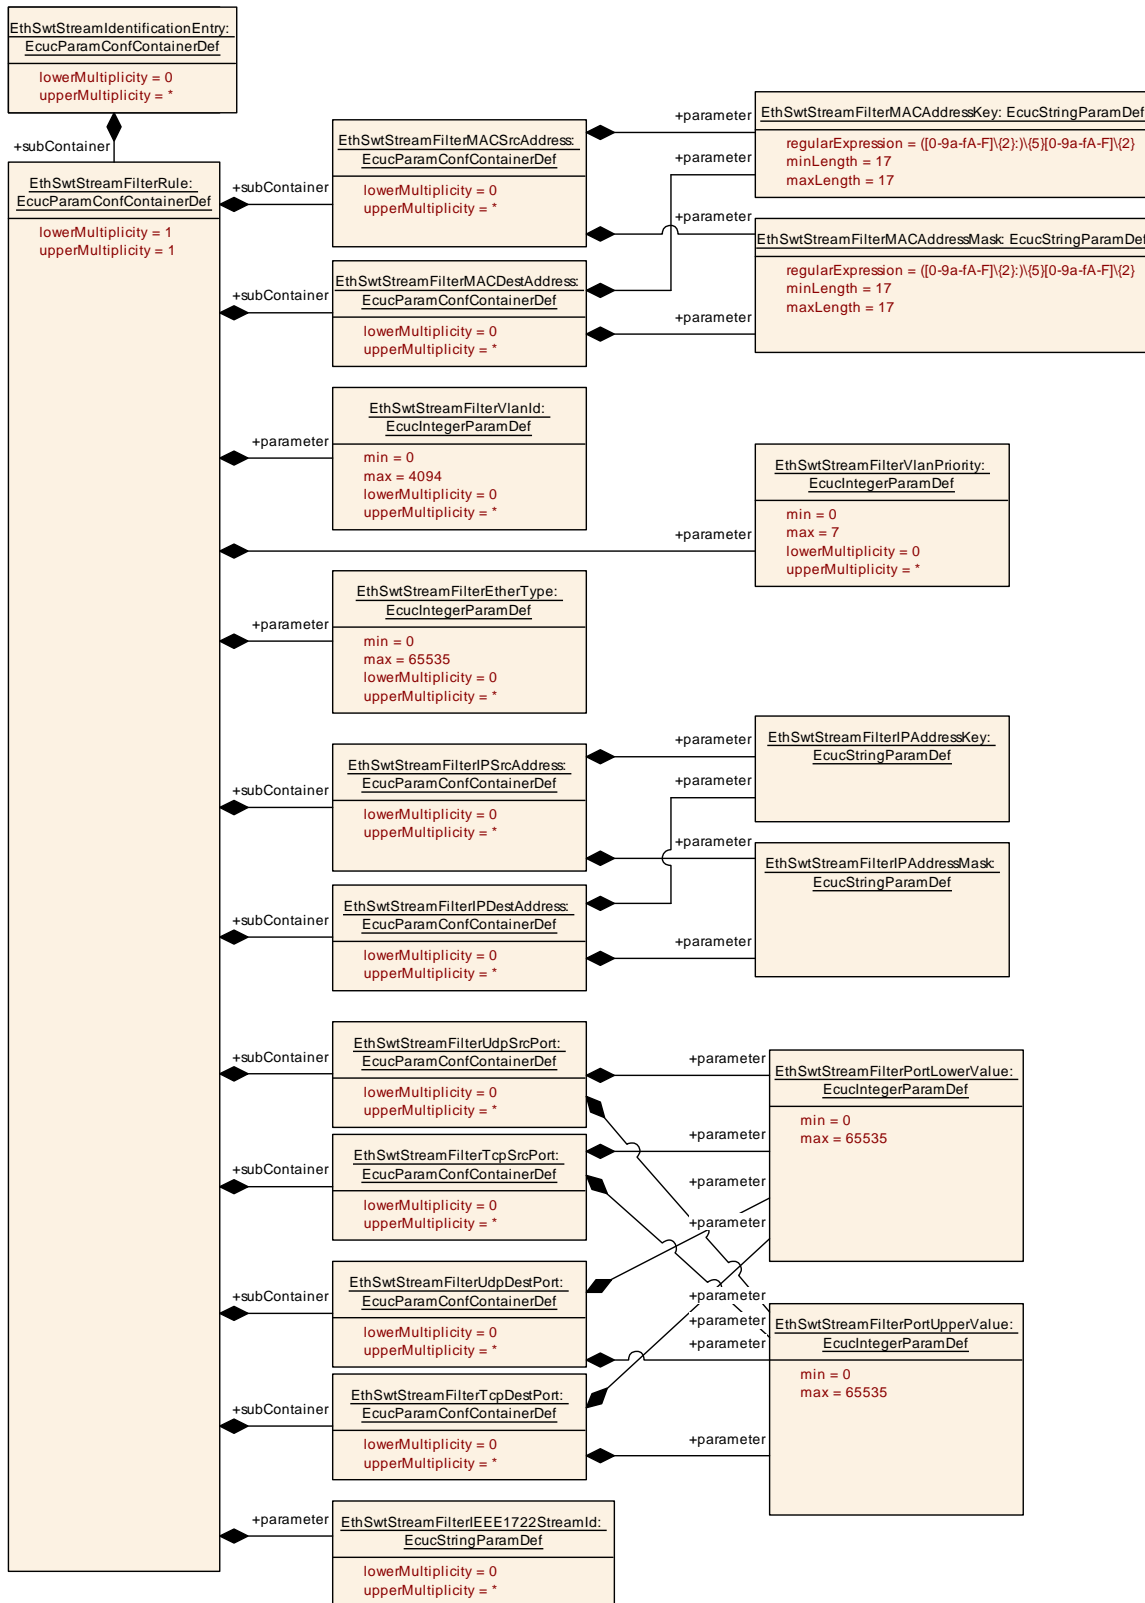 EthSwtStreamIdentificationEntry:
EcucParamConfContainerDef
lowerMultiplicity = 0
upperMultiplicity = *
+subContainer
EthSwtStreamFilterRule:
EcucParamConfContainerDef
lowerMultiplicity = 1
upperMultiplicity = 1
+subContainer
EthSwtStreamFilterMACSrcAddress:
EcucParamConfContainerDef
lowerMultiplicity = 0
upperMultiplicity = *
+parameter
EthSwtStreamFilterMACAddressKey: EcucStringParamDef
regularExpression = ([0-9a-fA-F]\{2}:)\{5}[0-9a-fA-F]\{2}
minLength = 17
maxLength = 17
+parameter
+parameter
EthSwtStreamFilterMACAddressMask: EcucStringParamDef
regularExpression = ([0-9a-fA-F]\{2}:)\{5}[0-9a-fA-F]\{2}
minLength = 17
maxLength = 17
+subContainer
EthSwtStreamFilterMACDestAddress:
EcucParamConfContainerDef
lowerMultiplicity = 0
upperMultiplicity = *
+parameter
+parameter
EthSwtStreamFilterVlanId:
EcucIntegerParamDef
min = 0
max = 4094
lowerMultiplicity = 0
upperMultiplicity = *
+parameter
EthSwtStreamFilterVlanPriority:
EcucIntegerParamDef
min = 0
max = 7
lowerMultiplicity = 0
upperMultiplicity = *
+parameter
EthSwtStreamFilterEtherType:
EcucIntegerParamDef
min = 0
max = 65535
lowerMultiplicity = 0
upperMultiplicity = *
+subContainer
EthSwtStreamFilterIPSrcAddress:
EcucParamConfContainerDef
lowerMultiplicity = 0
upperMultiplicity = *
+parameter
EthSwtStreamFilterIPAddressKey:
EcucStringParamDef
+parameter
+parameter
EthSwtStreamFilterIPAddressMask:
EcucStringParamDef
+subContainer
EthSwtStreamFilterIPDestAddress:
EcucParamConfContainerDef
lowerMultiplicity = 0
upperMultiplicity = *
+parameter
+subContainer
EthSwtStreamFilterUdpSrcPort:
EcucParamConfContainerDef
lowerMultiplicity = 0
upperMultiplicity = *
+parameter
EthSwtStreamFilterPortLowerValue:
EcucIntegerParamDef
min = 0
max = 65535
+subContainer
EthSwtStreamFilterTcpSrcPort:
EcucParamConfContainerDef
lowerMultiplicity = 0
upperMultiplicity = *
+parameter
+parameter
+parameter
+subContainer
EthSwtStreamFilterUdpDestPort:
EcucParamConfContainerDef
lowerMultiplicity = 0
upperMultiplicity = *
+parameter
+parameter
+parameter
EthSwtStreamFilterPortUpperValue:
EcucIntegerParamDef
min = 0
max = 65535
+subContainer
EthSwtStreamFilterTcpDestPort:
EcucParamConfContainerDef
lowerMultiplicity = 0
upperMultiplicity = *
+parameter
+parameter
EthSwtStreamFilterIEEE1722StreamId:
EcucStringParamDef
lowerMultiplicity = 0
upperMultiplicity = *